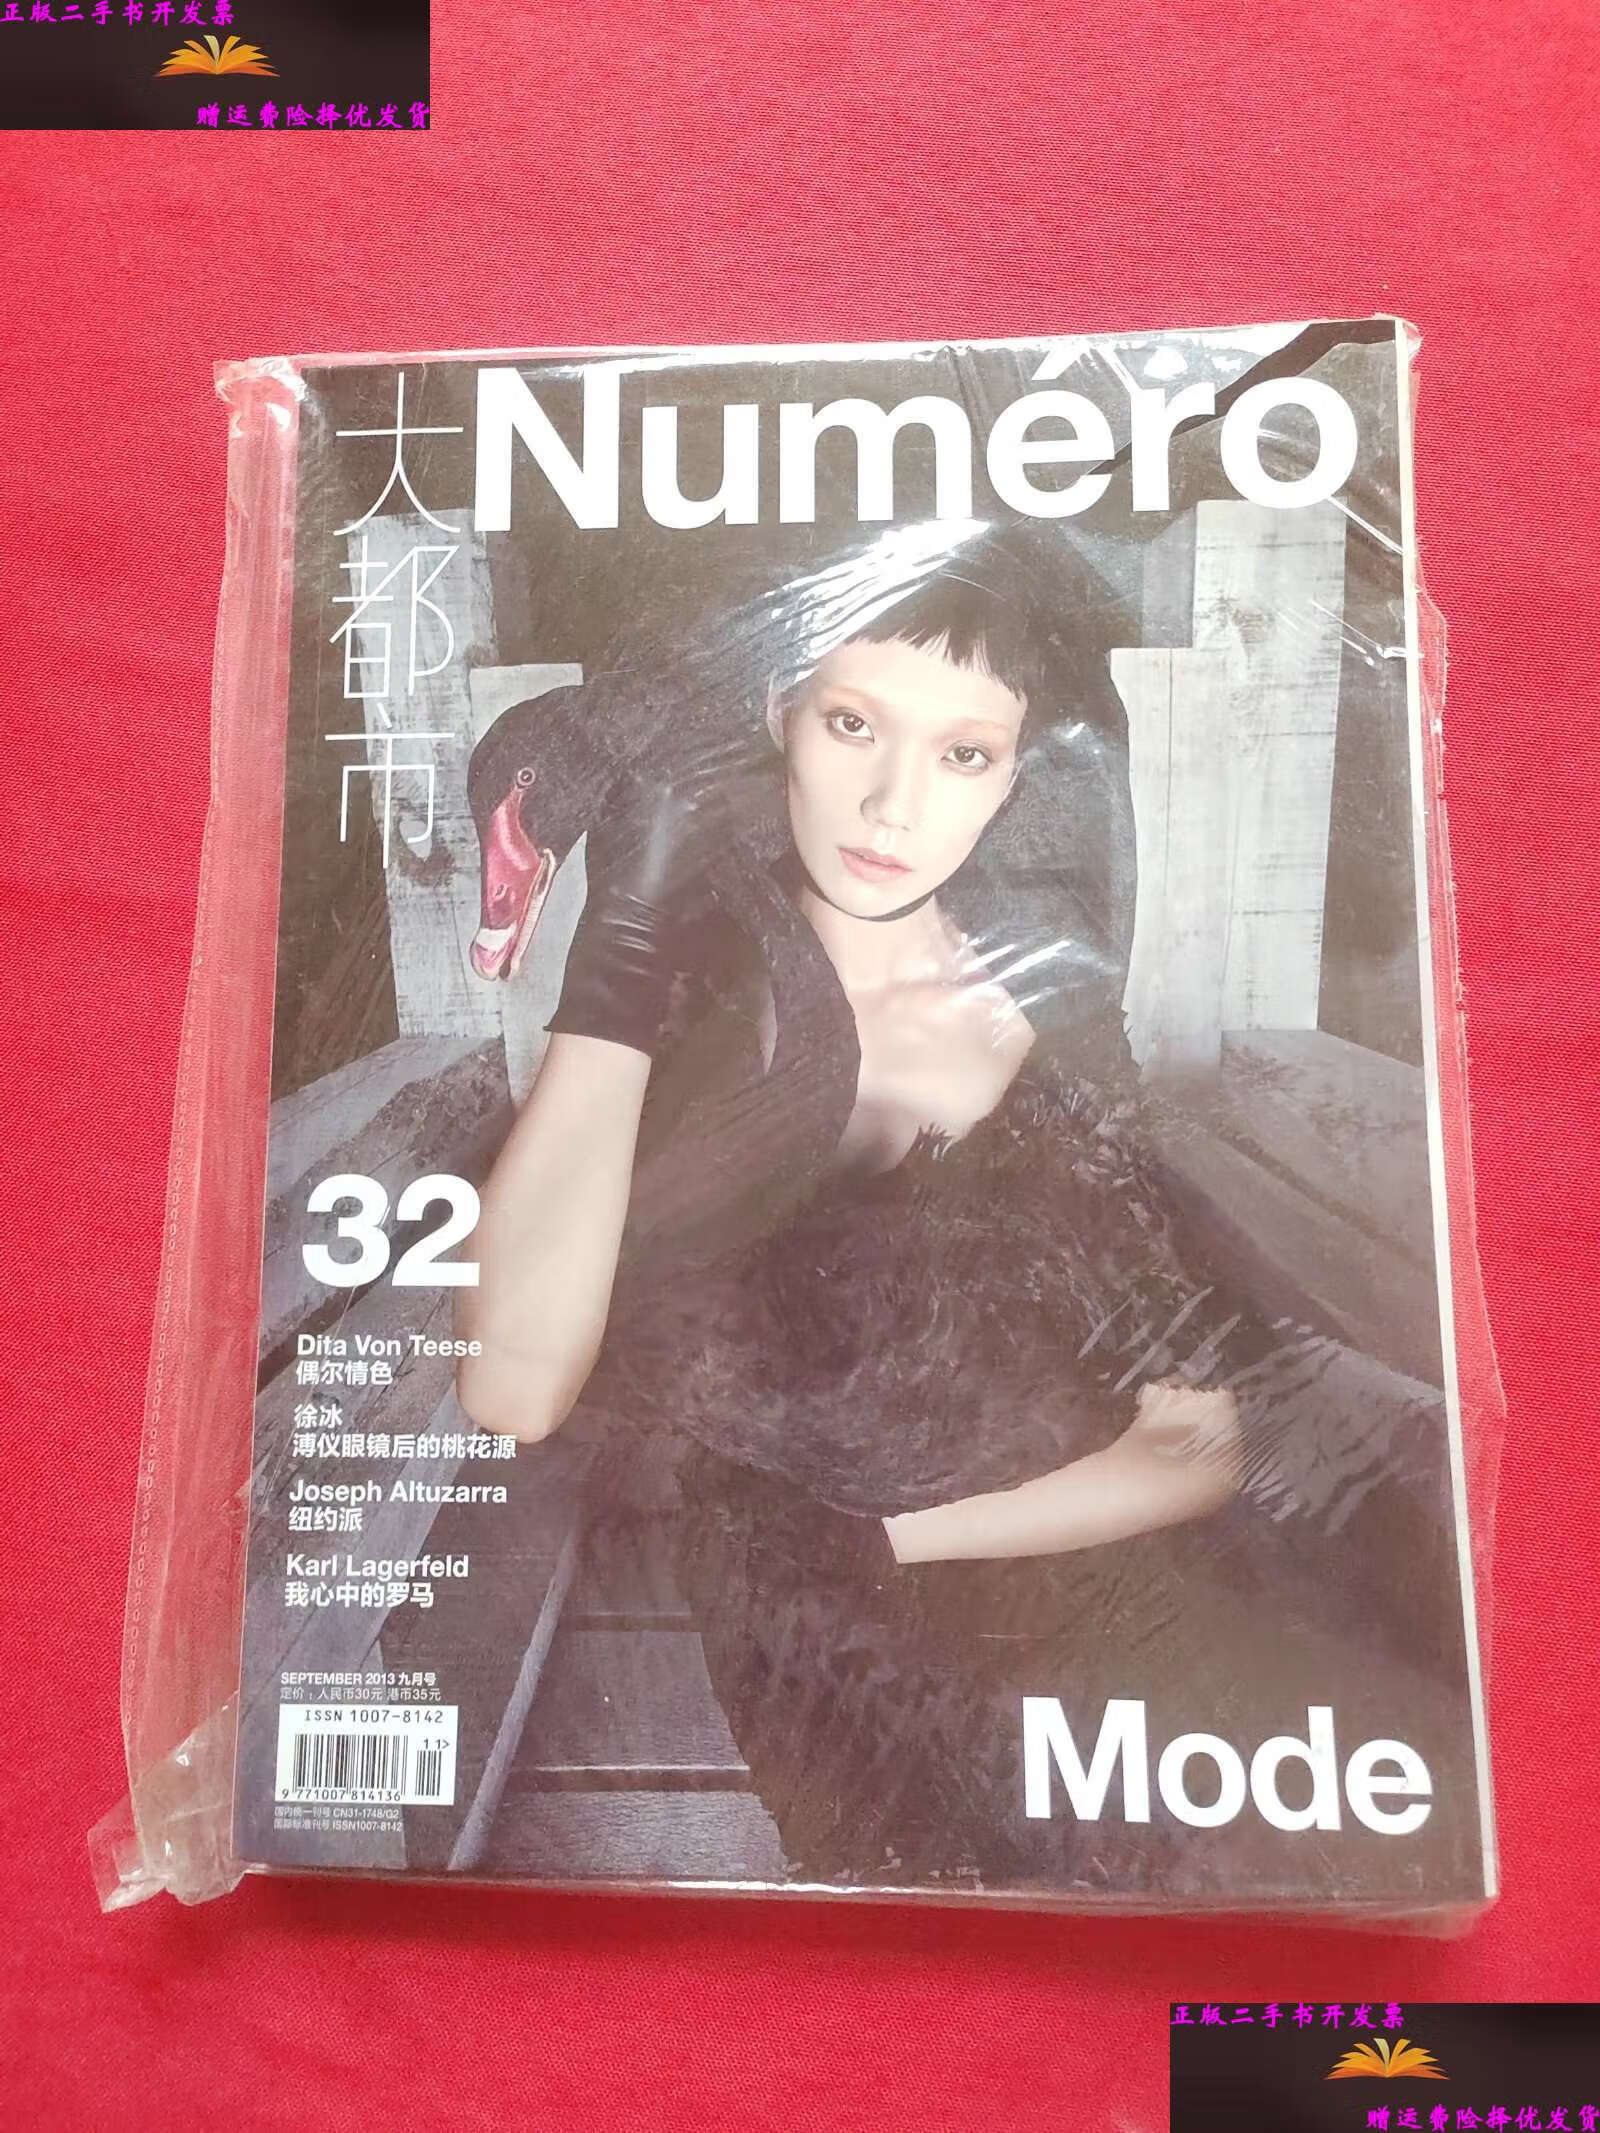 正版二手书开发票
赠运费险择优发货
大都市
Numéro
32
Dita Von Teese
偶尔情色
徐冰
溥仪眼镜后的桃花源
Joseph Altuzarra
纽约派
Karl Lagerfeld
我心中的罗马
SEPTEMBER 2013 九月号
定价：人民币30元 港币35元
ISSN 1007-8142
11>
9 771007 814136
国内统一刊号 CN31-1748/G2
国际标准刊号 ISSN1007-8142
Mode
正版二手书开发票
赠运费险择优发货